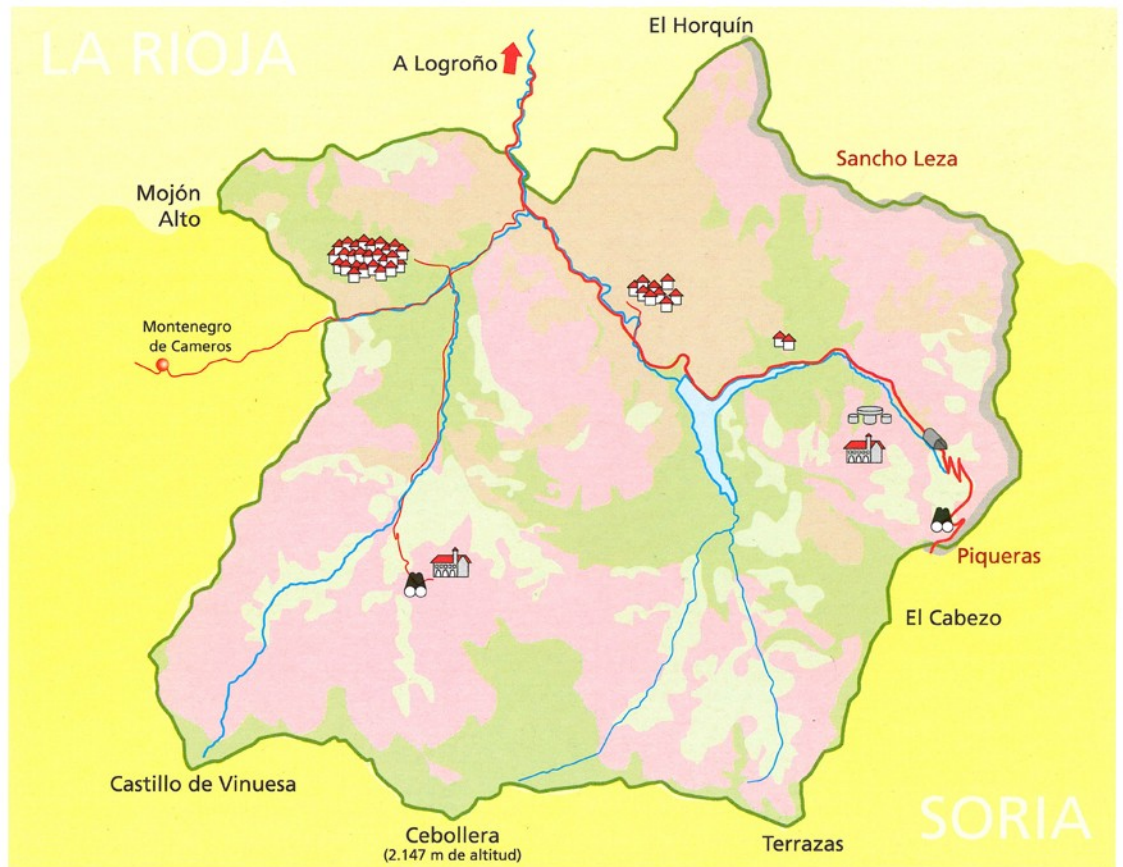 LA RIOJA
El Horquín
A Logroño
Sancho Leza
Mojón
Alto
Montenegro
de Cameros
Piqueras
El Cabezo
Castillo de Vinuesa
SORIA
Cebollera
(2.147 m de altitud)
Terrazas